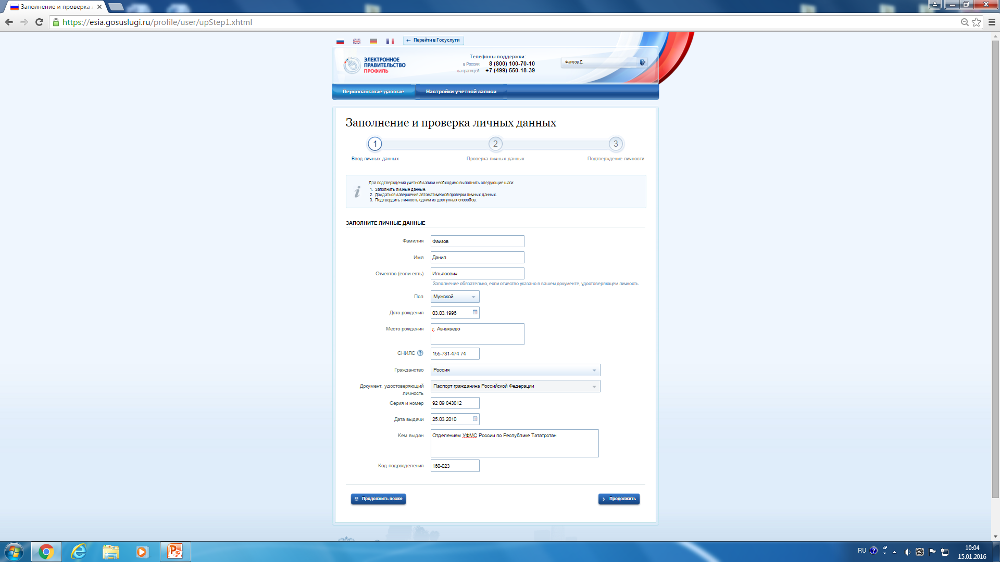 Заполнение и проверка л
https://esia.gosuslugi.ru/profile/user/upStep1.xhtml
← Перейти в Госуслуги
ЭЛЕКТРОННОЕ
ПРАВИТЕЛЬСТВО
ПРОФИЛЬ
Телефоны поддержки:
в России: 8 (800) 100-70-10
за границей: +7 (499) 550-18-39
Фаизов Д.
Персональные данные Настройки учетной записи
Заполнение и проверка личных данных
1 2 3
Ввод личных данных Проверка личных данных Подтверждение личности
Для подтверждения учетной записи необходимо выполнить следующие шаги:
1. Заполнить личные данные.
2. Дождаться завершения автоматической проверки личных данных.
3. Подтвердить личность одним из доступных способов.
ЗАПОЛНИТЕ ЛИЧНЫЕ ДАННЫЕ
Фамилия Фаизов
Имя Данил
Отчество (если есть) Ильясович
Заполнение обязательно, если отчество указано в вашем документе, удостоверяющем личность
Пол Мужской
Дата рождения 03.03.1996
Место рождения г. Азнакаево
СНИЛС ? 155-731-474 74
Гражданство Россия
Документ, удостоверяющий личность Паспорт гражданина Российской Федерации
Серия и номер 92 09 843812
Дата выдачи 25.03.2010
Кем выдан Отделением УФМС России по Республике Тататрстан
Код подразделения 160-023
Продолжить позже Продолжить
RU
10:04
15.01.2016